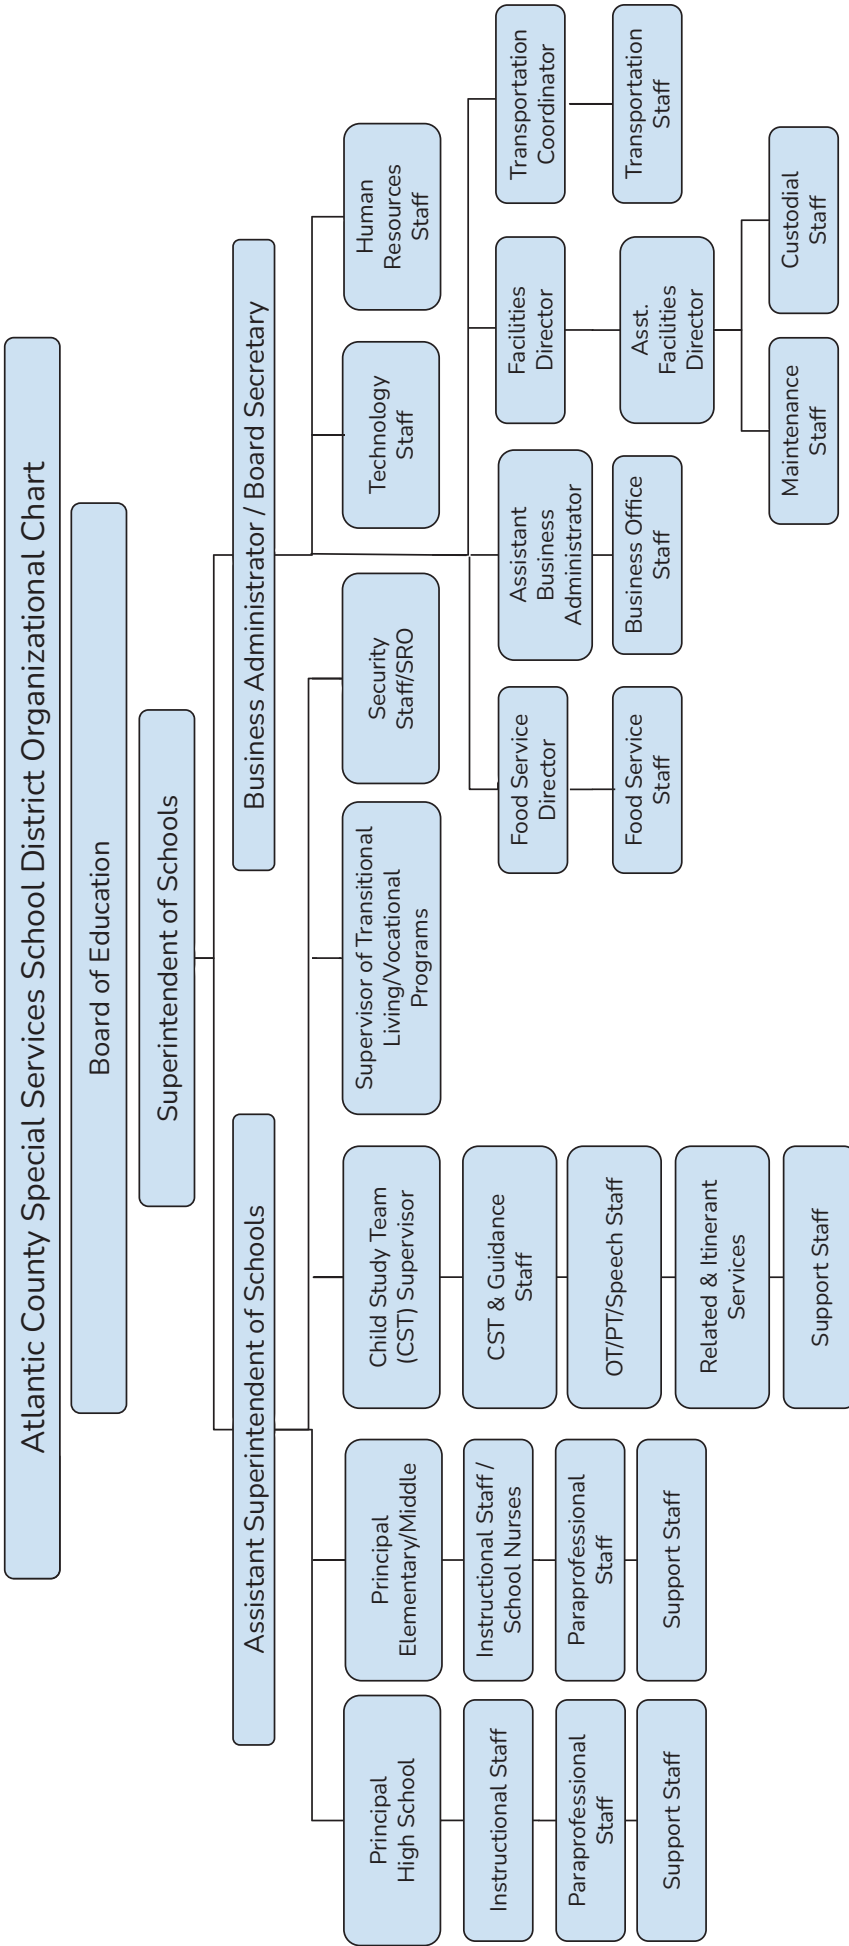 Atlantic County Special Services School District Organizational Chart
Board of Education
Superintendent of Schools
Assistant Superintendent of Schools
Business Administrator / Board Secretary
Principal
High School
Principal
Elementary/Middle
Child Study Team
(CST) Supervisor
Supervisor of Transitional
Living/Vocational
Programs
Security
Staff/SRO
Technology
Staff
Human
Resources
Staff
Instructional Staff
Paraprofessional
Staff
Support Staff
Instructional Staff /
School Nurses
Paraprofessional
Staff
Support Staff
CST & Guidance
Staff
OT/PT/Speech Staff
Related & Itinerant
Services
Support Staff
Food Service
Director
Food Service
Staff
Assistant
Business
Administrator
Business Office
Staff
Facilities
Director
Asst.
Facilities
Director
Maintenance
Staff
Custodial
Staff
Transportation
Coordinator
Transportation
Staff